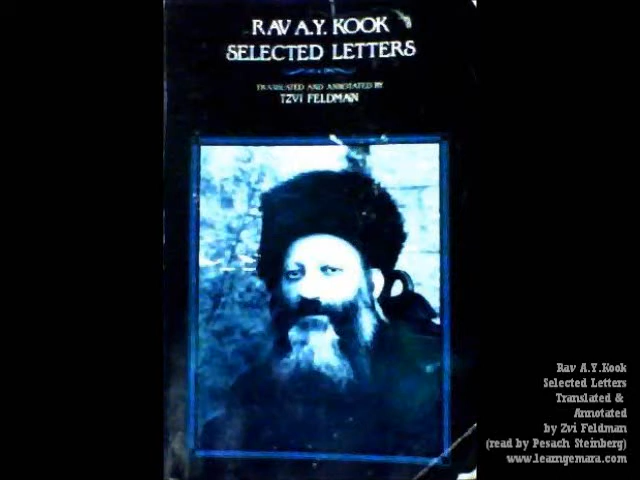 RAV A.Y. KOOK
SELECTED LETTERS
TRANSLATED AND ANNOTATED BY
TZVI FELDMAN
Rav A.Y.Kook
Selected Letters
Translated &
Annotated
by Zvi Feldman
(read by Pesach Steinberg)
www.learngemara.com